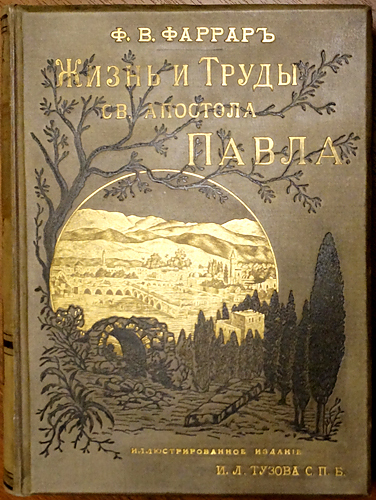 Ф. В. ФАРРАРЪ
ЖИЗНЬ И ТРУДЫ
СВ. АПОСТОЛА
ПАВЛА
ИЛЛЮСТРИРОВАННОЕ ИЗДАНІЕ
И. Л. ТУЗОВА С. П. Б.